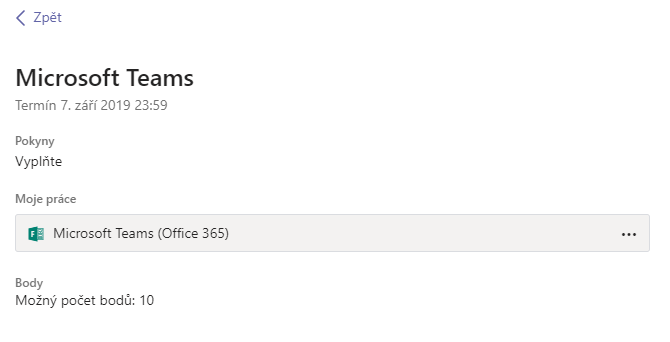 Zpět
Microsoft Teams
Termín 7. září 2019 23:59
Pokyny
Vyplňte
Moje práce
Microsoft Teams (Office 365)
Body
Možný počet bodů: 10